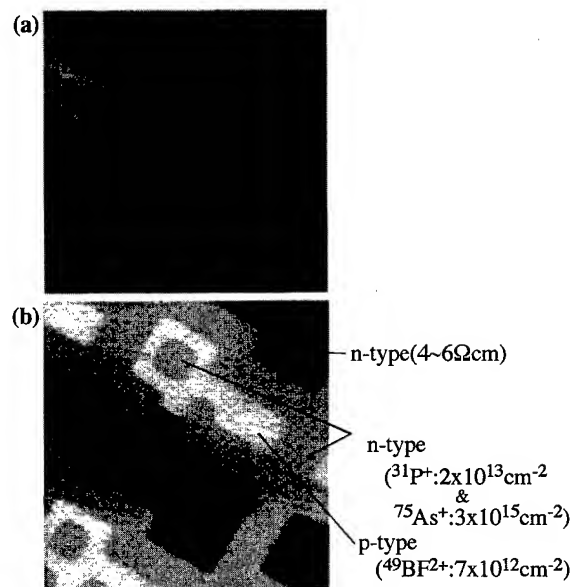 (a)
(b)
n-type(4~6Ωcm)
n-type
(³¹P⁺:2x10¹³cm⁻²
&
⁷⁵As⁺:3x10¹⁵cm⁻²)
p-type
(⁴⁹BF²⁺:7x10¹²cm⁻²)